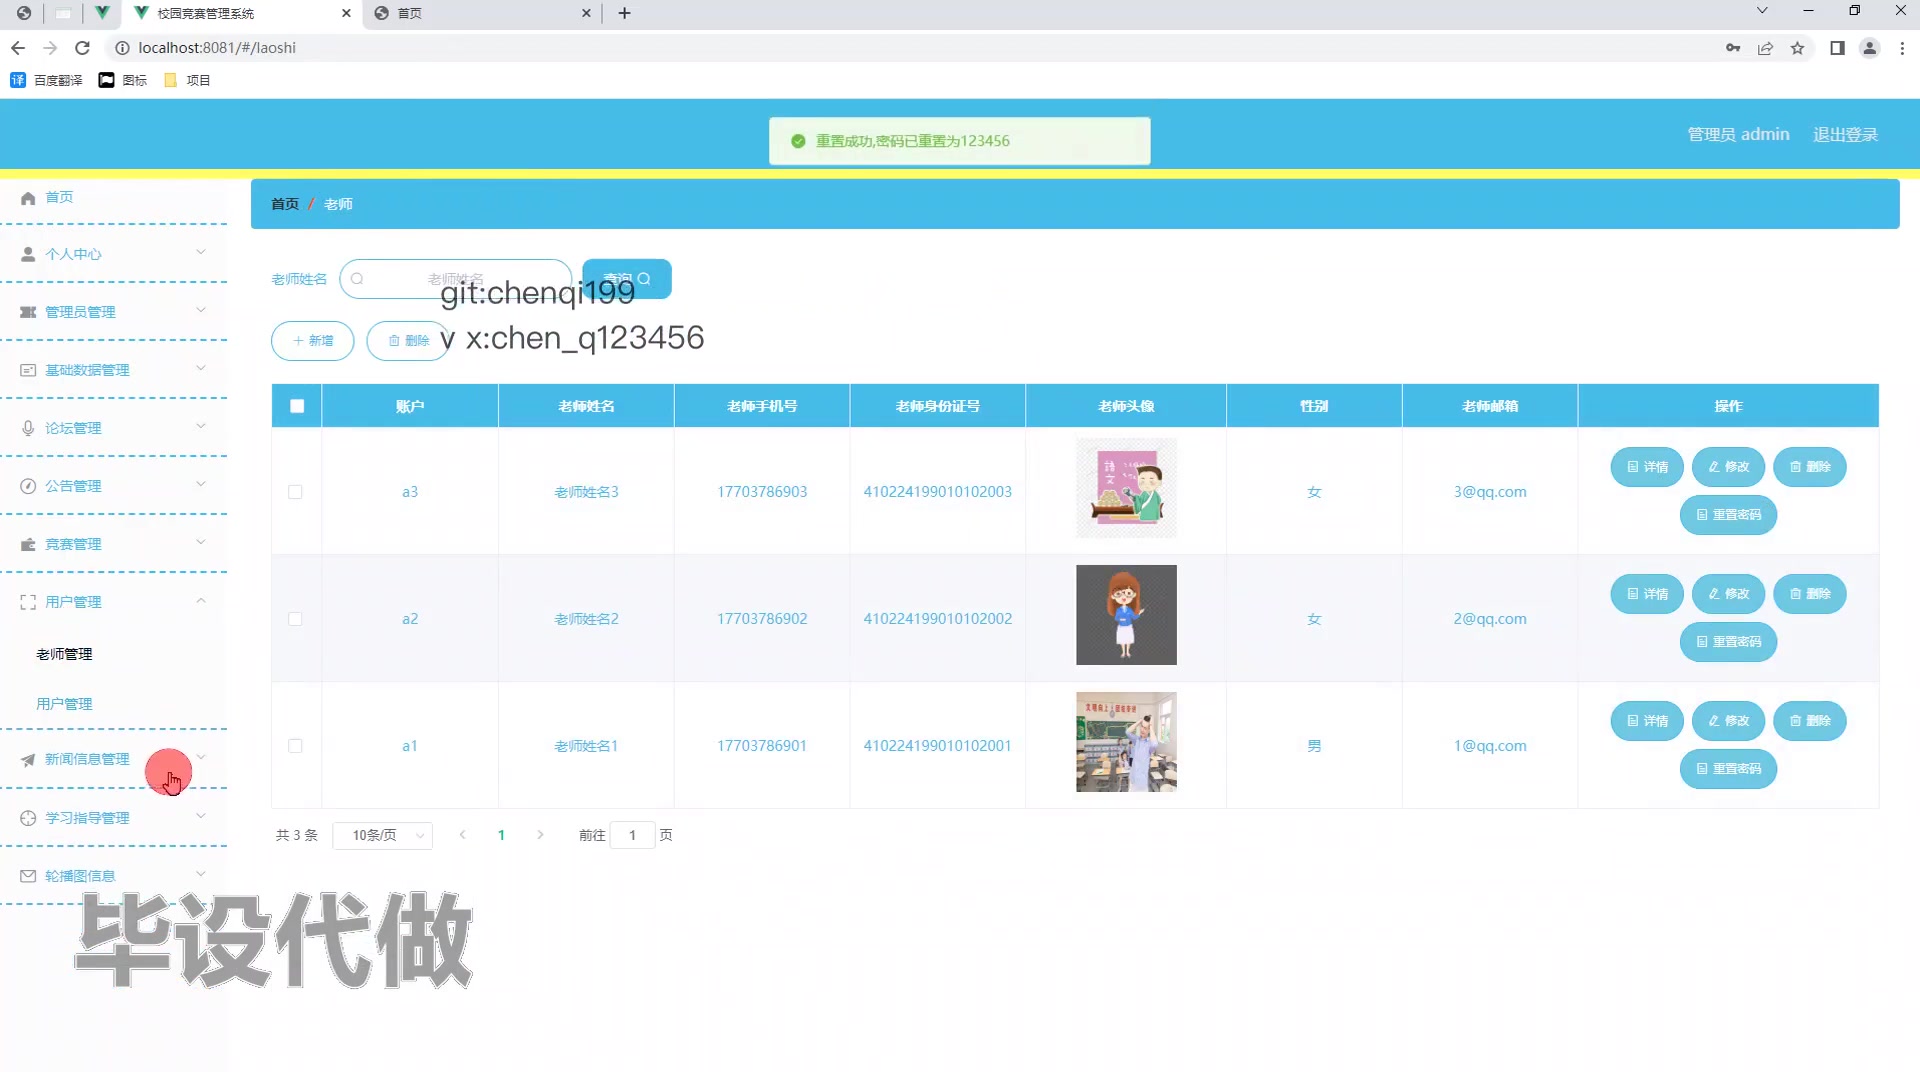 校园竞赛管理系统
首页
localhost:8081/#/laoshi
百度翻译
图标
项目
重置成功,密码已重置为123456
管理员 admin
退出登录
首页 / 老师
首页
个人中心
管理员管理
基础数据管理
论坛管理
公告管理
竞赛管理
用户管理
老师管理
用户管理
新闻信息管理
学习指导管理
轮播图信息
老师姓名
老师姓名
查询
git:chenqi199
新增
删除
v x:chen_q123456
账户 老师姓名 老师手机号 老师身份证号 老师头像 性别 老师邮箱 操作
a3 老师姓名3 17703786903 410224199010102003 女 3@qq.com 详情 修改 删除
重置密码
a2 老师姓名2 17703786902 410224199010102002 女 2@qq.com 详情 修改 删除
重置密码
a1 老师姓名1 17703786901 410224199010102001 男 1@qq.com 详情 修改 删除
重置密码
共 3 条 10条/页 1 前往 1 页
毕设代做